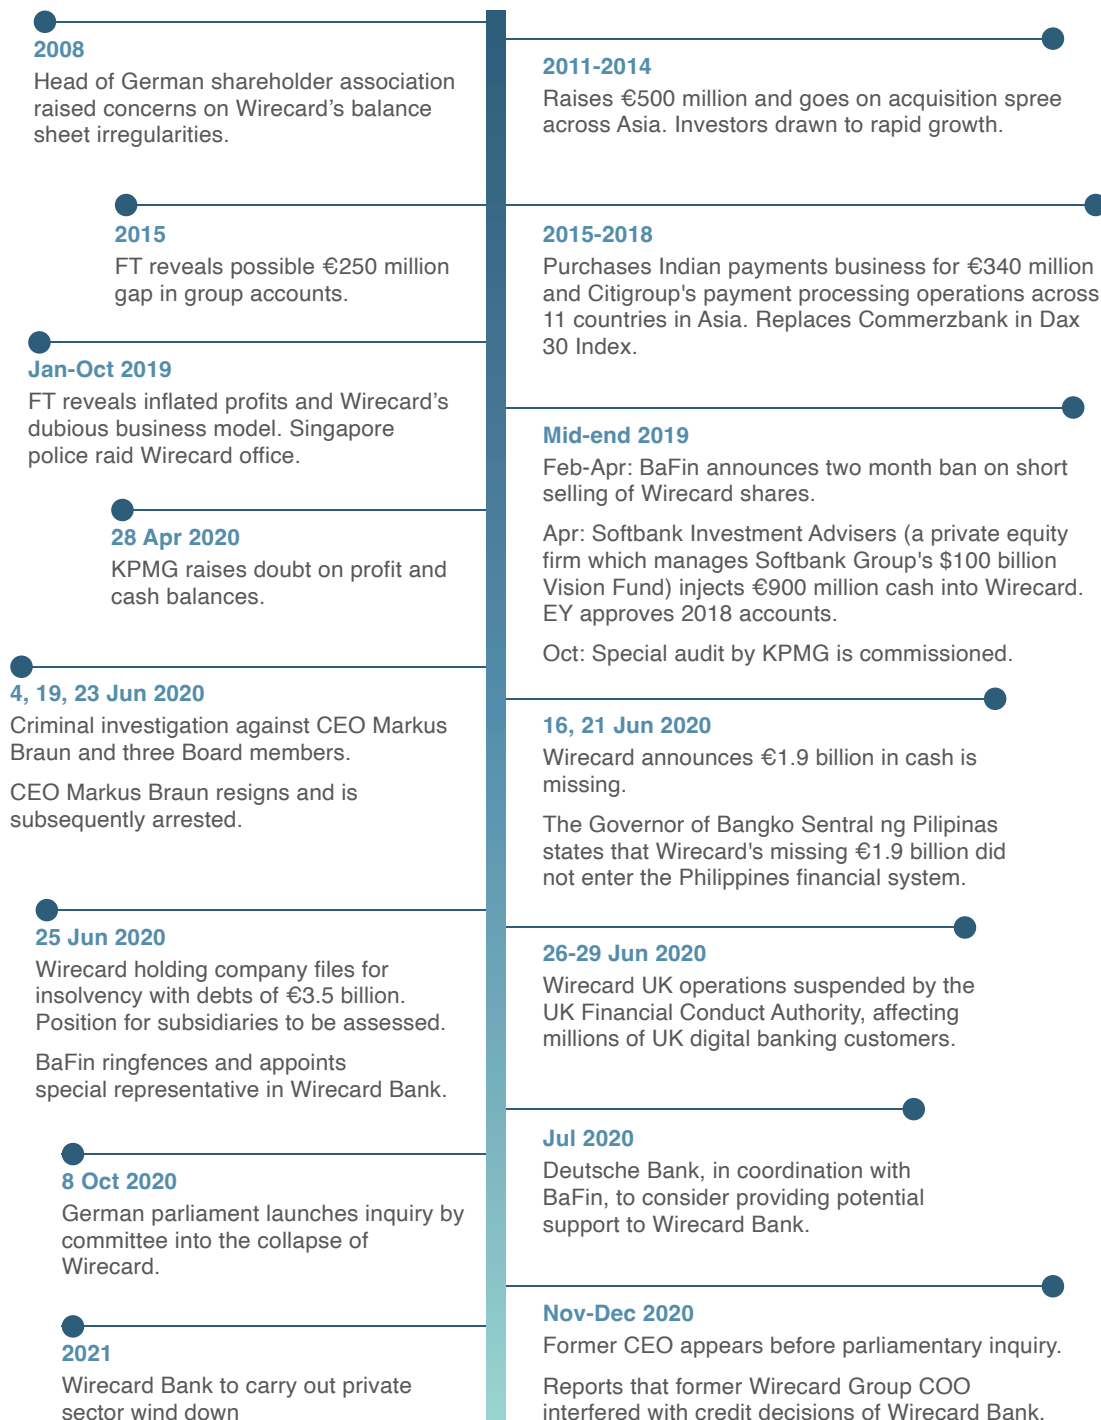 2008
Head of German shareholder association
raised concerns on Wirecard's balance
sheet irregularities.
2011-2014
Raises €500 million and goes on acquisition spree
across Asia. Investors drawn to rapid growth.
2015
FT reveals possible €250 million
gap in group accounts.
2015-2018
Purchases Indian payments business for €340 million
and Citigroup's payment processing operations across
11 countries in Asia. Replaces Commerzbank in Dax
30 Index.
Jan-Oct 2019
FT reveals inflated profits and Wirecard's
dubious business model. Singapore
police raid Wirecard office.
Mid-end 2019
Feb-Apr: BaFin announces two month ban on short
selling of Wirecard shares.
Apr: Softbank Investment Advisers (a private equity
firm which manages Softbank Group's $100 billion
Vision Fund) injects €900 million cash into Wirecard.
EY approves 2018 accounts.
Oct: Special audit by KPMG is commissioned.
28 Apr 2020
KPMG raises doubt on profit and
cash balances.
4, 19, 23 Jun 2020
Criminal investigation against CEO Markus
Braun and three Board members.
CEO Markus Braun resigns and is
subsequently arrested.
16, 21 Jun 2020
Wirecard announces €1.9 billion in cash is
missing.
The Governor of Bangko Sentral ng Pilipinas
states that Wirecard's missing €1.9 billion did
not enter the Philippines financial system.
25 Jun 2020
Wirecard holding company files for
insolvency with debts of €3.5 billion.
Position for subsidiaries to be assessed.
BaFin ringfences and appoints
special representative in Wirecard Bank.
26-29 Jun 2020
Wirecard UK operations suspended by the
UK Financial Conduct Authority, affecting
millions of UK digital banking customers.
Jul 2020
Deutsche Bank, in coordination with
BaFin, to consider providing potential
support to Wirecard Bank.
8 Oct 2020
German parliament launches inquiry by
committee into the collapse of
Wirecard.
Nov-Dec 2020
Former CEO appears before parliamentary inquiry.
Reports that former Wirecard Group COO
interfered with credit decisions of Wirecard Bank.
2021
Wirecard Bank to carry out private
sector wind down